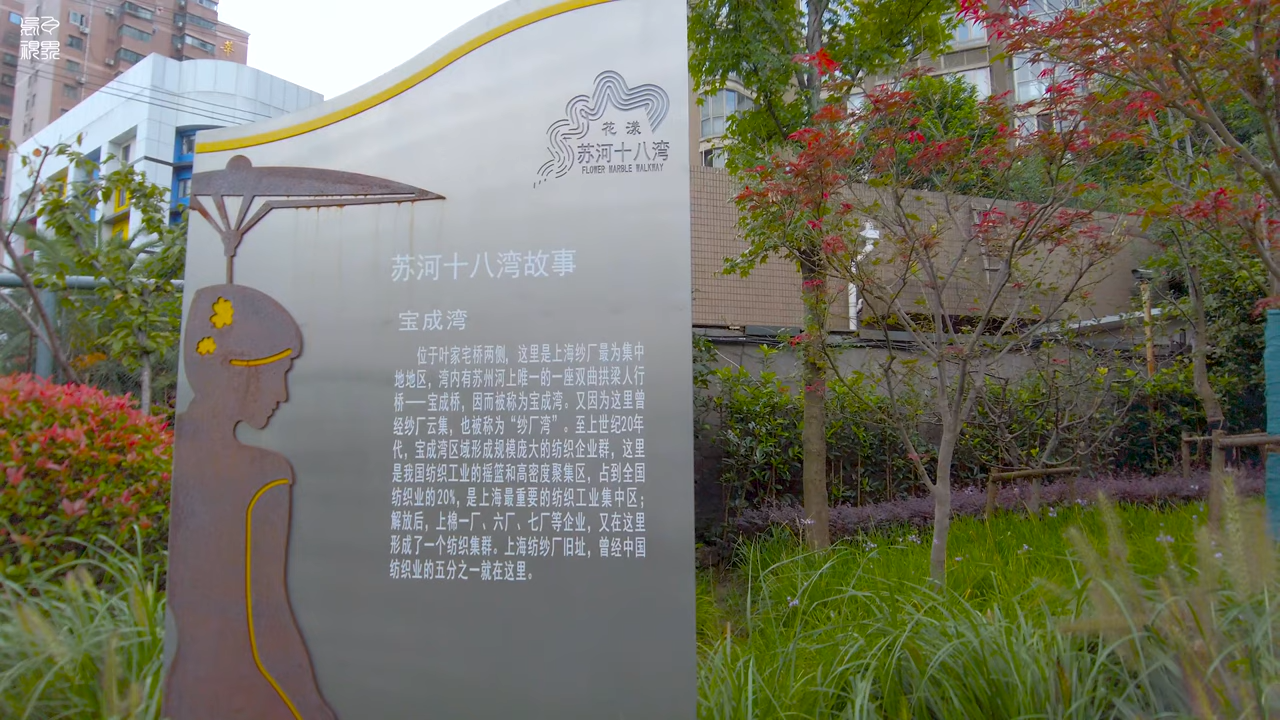 觅日
视界
花漾
苏河十八湾
FLOWER MARBLE WALKWAY
苏河十八湾故事
宝成湾
位于叶家宅桥两侧，这里是上海纱厂最为集中
地地区，湾内有苏州河上唯一的一座双曲拱梁人行
桥——宝成桥，因而被称为宝成湾。又因为这里曾
经纱厂云集，也被称为“纱厂湾”。至上世纪20年
代，宝成湾区域形成规模庞大的纺织企业群，这里
是我国纺织工业的摇篮和高密度聚集区，占到全国
纺织业的20%，是上海最重要的纺织工业集中区；
解放后，上棉一厂、六厂、七厂等企业，又在这里
形成了一个纺织集群。上海纺纱厂旧址，曾经中国
纺织业的五分之一就在这里。